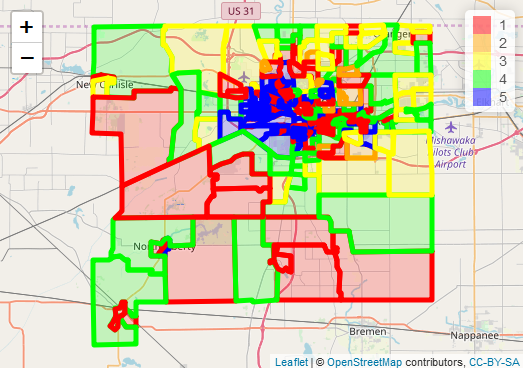 +
−
US 31
1
2
3
4
5
New Carlisle
Granger
Mishawaka
Pilots Club
Airport
North Liberty
Bremen
Nappanee
Leaflet | © OpenStreetMap contributors, CC-BY-SA